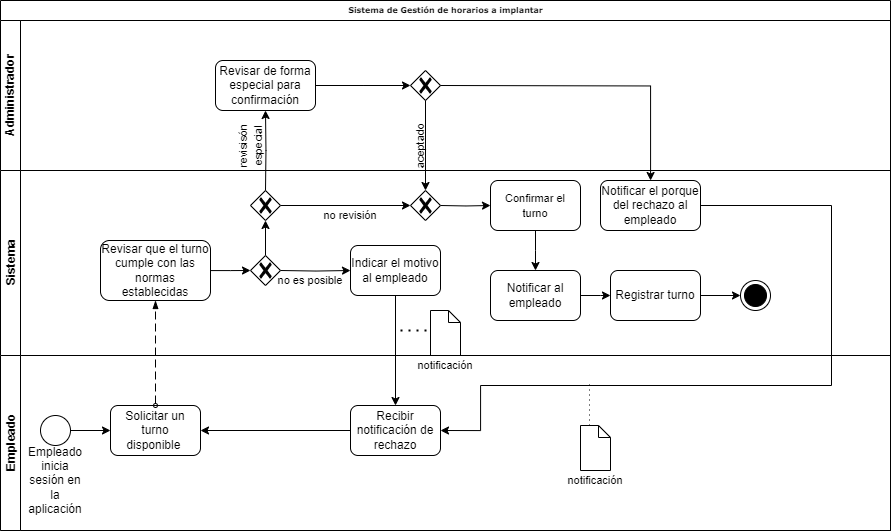 Sistema de Gestión de horarios a implantar
Administrador
Revisar de forma
especial para
confirmación
revisión
especial
aceptado
Sistema
no revisión
Confirmar el
turno
Notificar el porque
del rechazo al
empleado
Revisar que el turno
cumple con las
normas
establecidas
no es posible
Indicar el motivo
al empleado
Notificar al
empleado
Registrar turno
notificación
Empleado
Empleado
inicia
sesión en
la
aplicación
Solicitar un
turno
disponible
Recibir
notificación de
rechazo
notificación